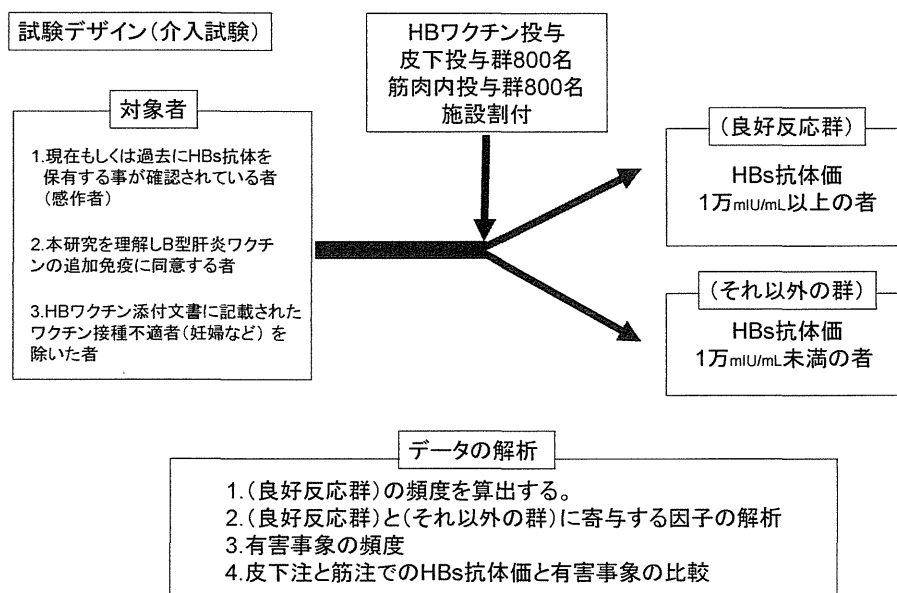 試験デザイン(介入試験)
HBワクチン投与
皮下投与群800名
筋肉内投与群800名
施設割付
対象者
1.現在もしくは過去にHBs抗体を
保有する事が確認されている者
(感作者)
2.本研究を理解しB型肝炎ワクチ
ンの追加免疫に同意する者
3.HBワクチン添付文書に記載された
ワクチン接種不適者(妊婦など) を
除いた者
(良好反応群)
HBs抗体価
1万mIU/mL以上の者
(それ以外の群)
HBs抗体価
1万mIU/mL未満の者
データの解析
1.(良好反応群)の頻度を算出する。
2.(良好反応群)と(それ以外の群)に寄与する因子の解析
3.有害事象の頻度
4.皮下注と筋注でのHBs抗体価と有害事象の比較